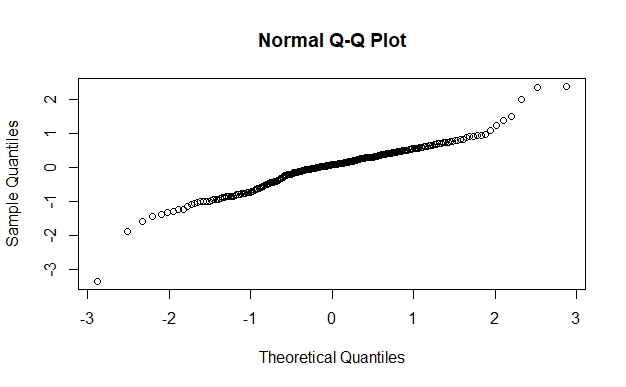 Normal Q-Q Plot
Sample Quantiles
2
1
0
-1
-2
-3
-3 -2 -1 0 1 2 3
Theoretical Quantiles